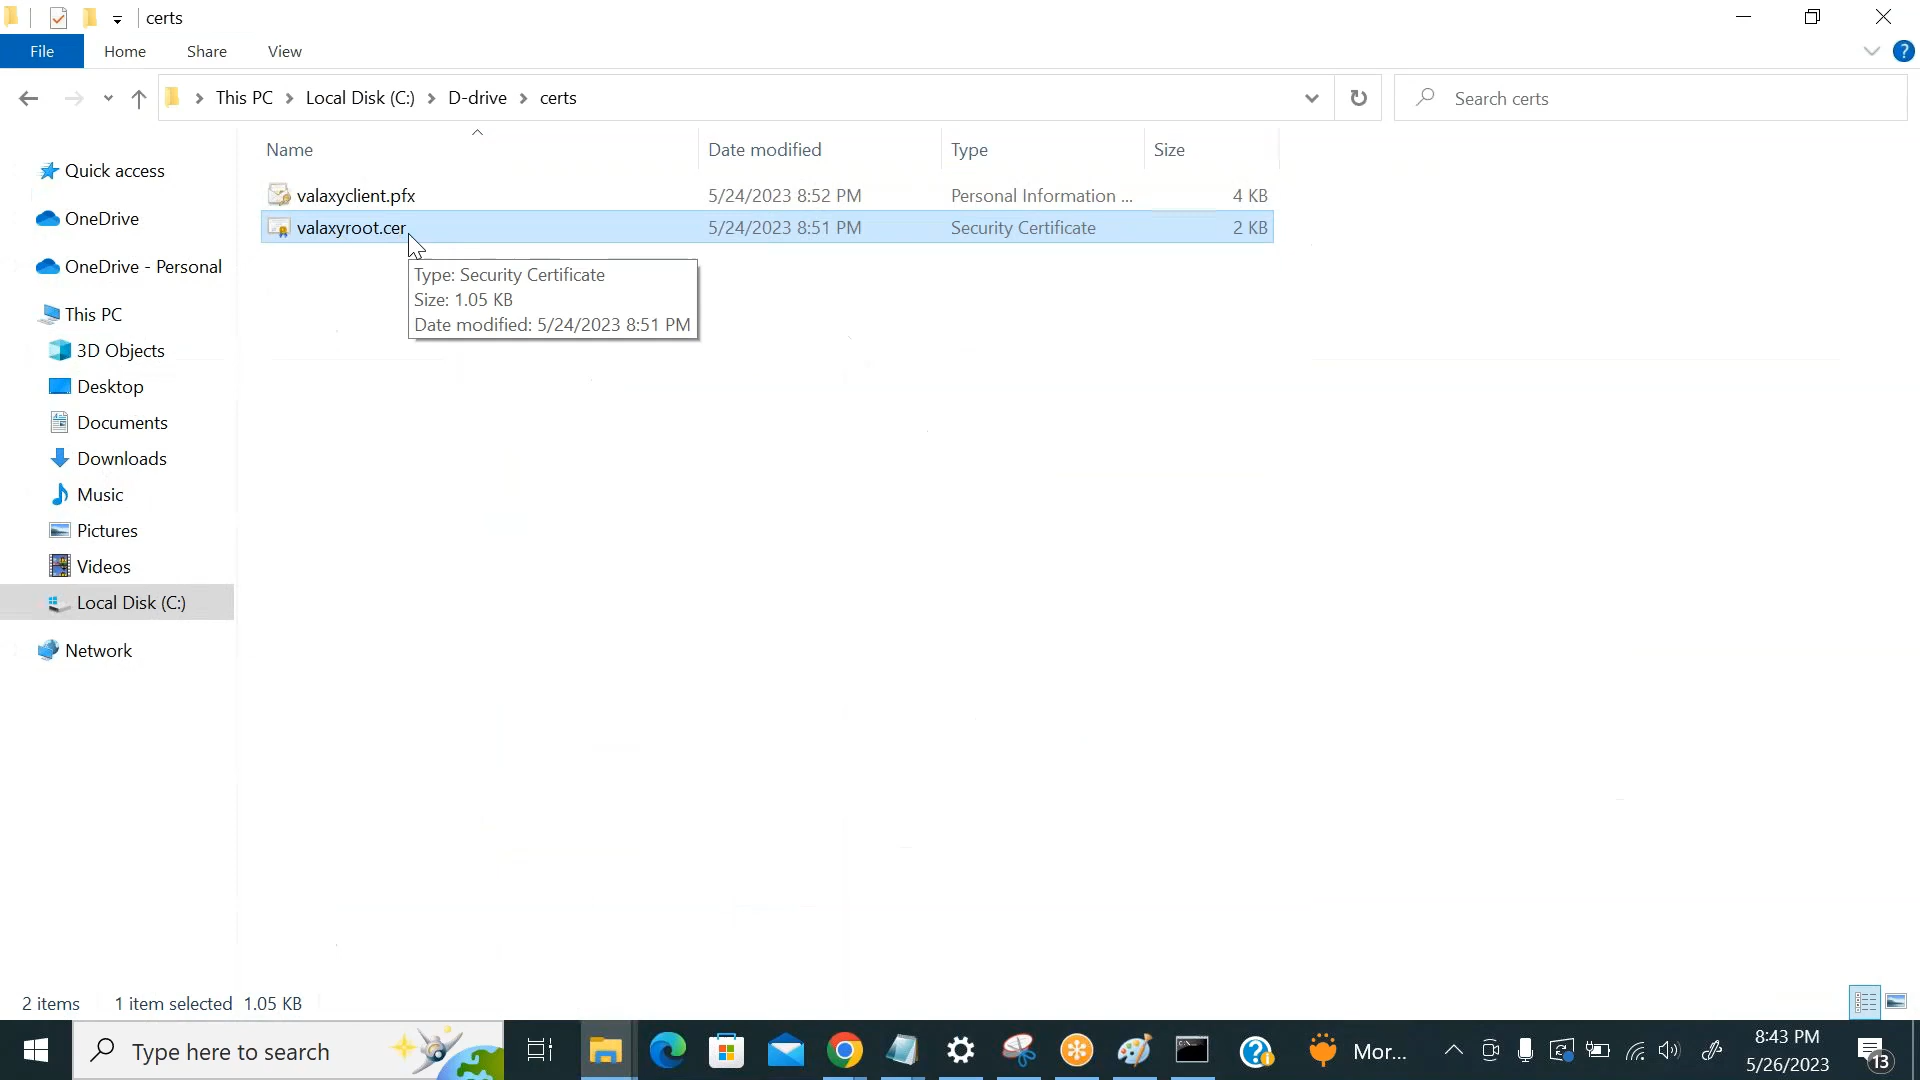 certs
File Home Share View
This PC Local Disk (C:) D-drive certs
Search certs
Name Date modified Type Size
valaxyclient.pfx 5/24/2023 8:52 PM Personal Information ... 4 KB
valaxyroot.cer 5/24/2023 8:51 PM Security Certificate 2 KB
Type: Security Certificate
Size: 1.05 KB
Date modified: 5/24/2023 8:51 PM
Quick access
OneDrive
OneDrive - Personal
This PC
3D Objects
Desktop
Documents
Downloads
Music
Pictures
Videos
Local Disk (C:)
Network
2 items 1 item selected 1.05 KB
Type here to search
Mor...
8:43 PM
5/26/2023
13